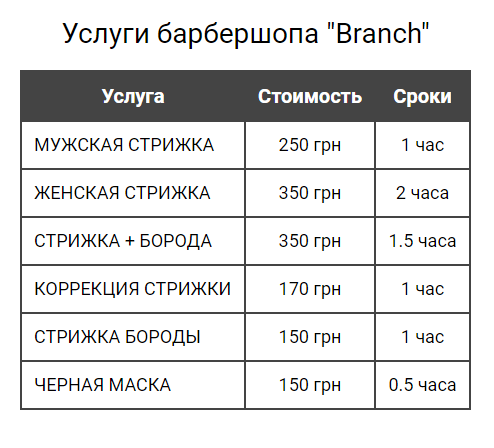 Услуги барбершопа "Branch"
Услуга Стоимость Сроки
МУЖСКАЯ СТРИЖКА 250 грн 1 час
ЖЕНСКАЯ СТРИЖКА 350 грн 2 часа
СТРИЖКА + БОРОДА 350 грн 1.5 часа
КОРРЕКЦИЯ СТРИЖКИ 170 грн 1 час
СТРИЖКА БОРОДЫ 150 грн 1 час
ЧЕРНАЯ МАСКА 150 грн 0.5 часа